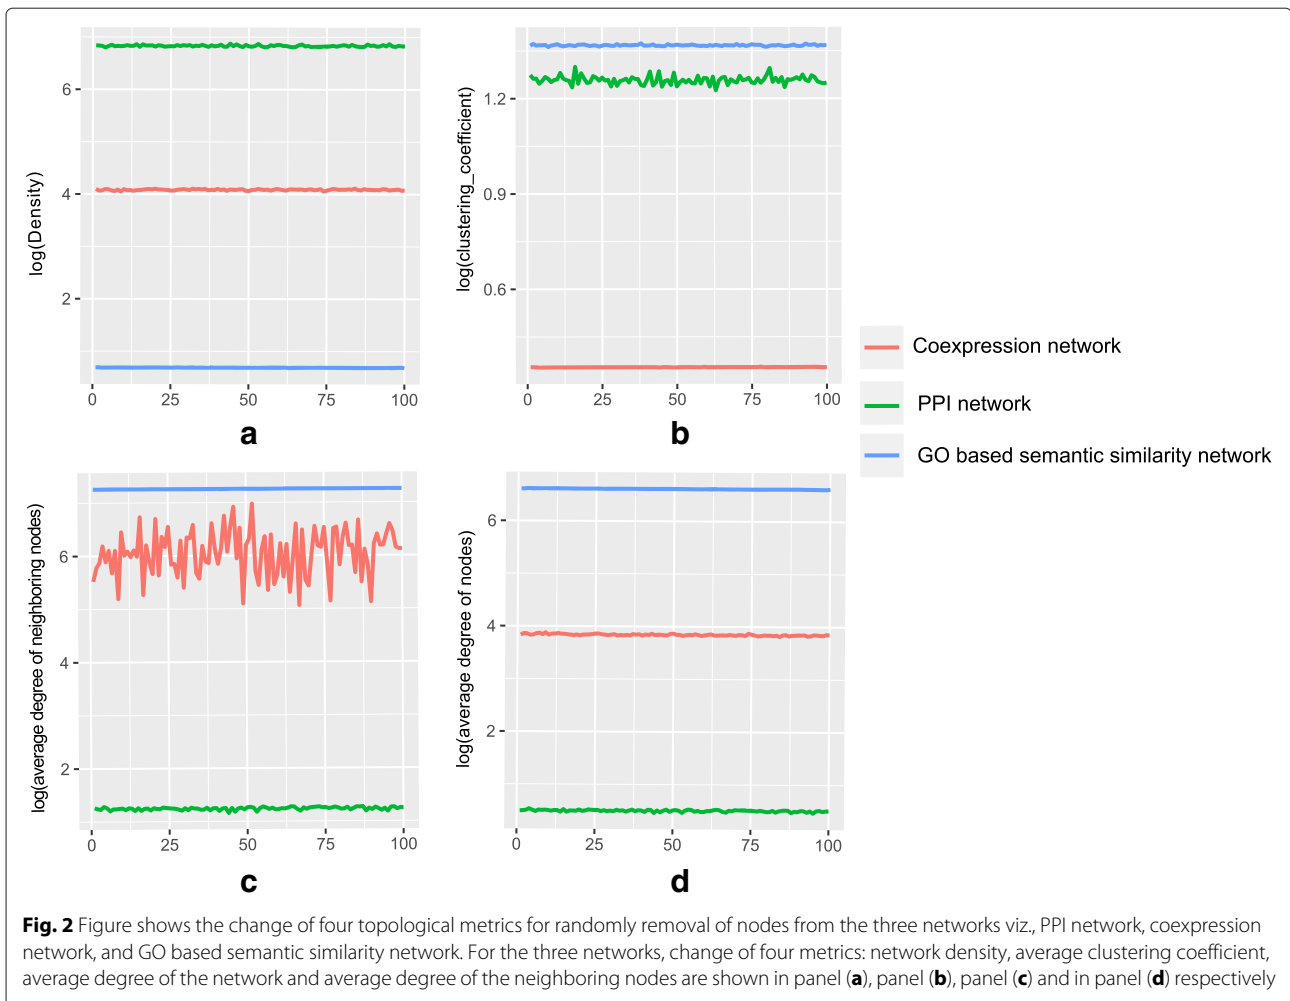 log(Density)
6
4
2
0 25 50 75 100
a
log(clustering_coefficient)
1.2
0.9
0.6
0 25 50 75 100
b
Coexpression network
PPI network
GO based semantic similarity network
log(average degree of neighboring nodes)
6
4
2
0 25 50 75 100
c
log(average degree of nodes)
6
4
2
0 25 50 75 100
d
Fig. 2 Figure shows the change of four topological metrics for randomly removal of nodes from the three networks viz., PPI network, coexpression
network, and GO based semantic similarity network. For the three networks, change of four metrics: network density, average clustering coefficient,
average degree of the network and average degree of the neighboring nodes are shown in panel (a), panel (b), panel (c) and in panel (d) respectively